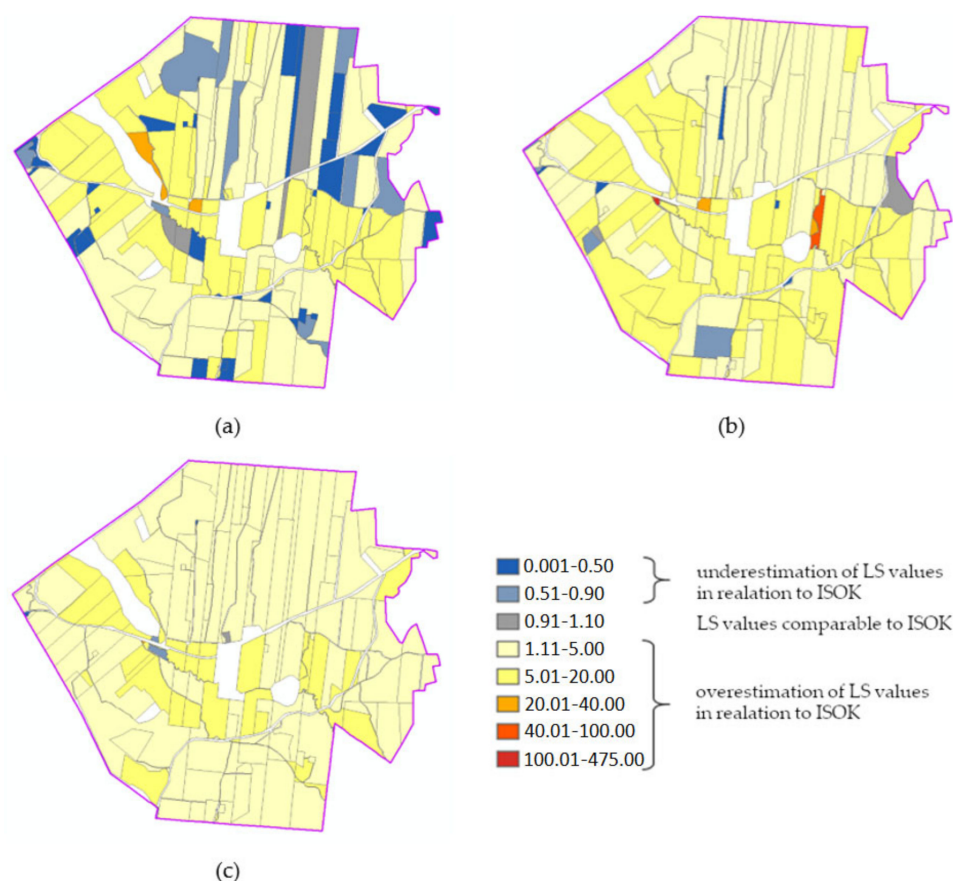 (a)
(b)
(c)
0.001-0.50
0.51-0.90
0.91-1.10
1.11-5.00
5.01-20.00
20.01-40.00
40.01-100.00
100.01-475.00
underestimation of LS values
in realation to ISOK
LS values comparable to ISOK
overestimation of LS values
in realation to ISOK